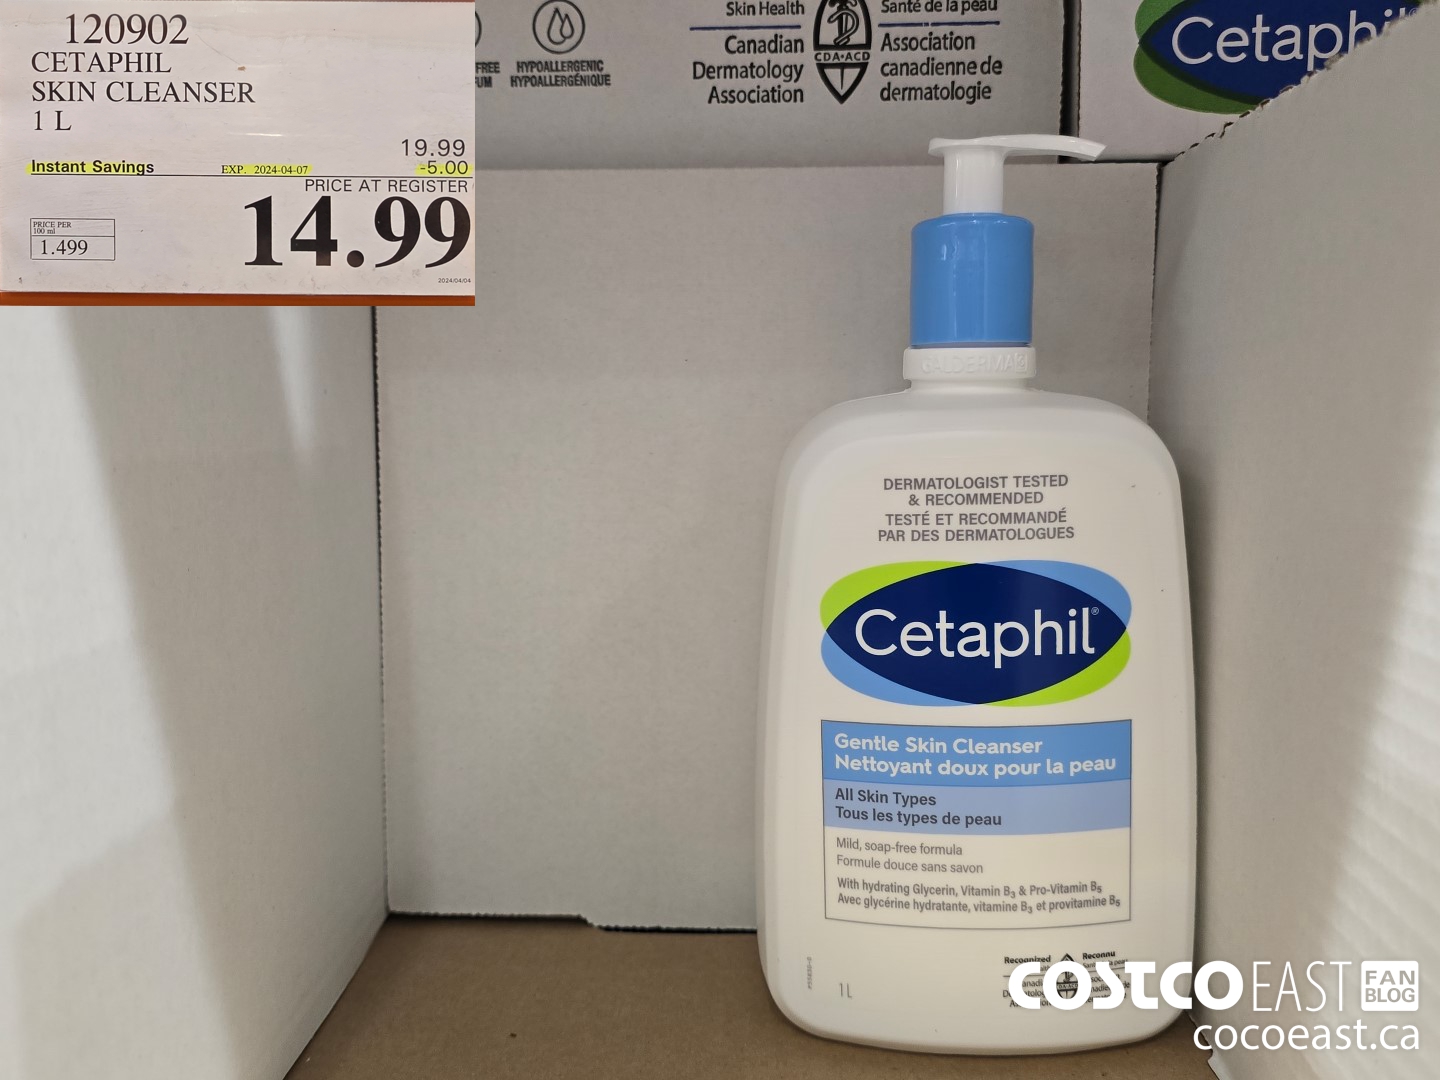 120902
CETAPHIL
SKIN CLEANSER
1 L
19.99
Instant Savings EXP. 2024-04-07 -5.00
PRICE AT REGISTER
14.99
PRICE PER
100 ml
1.499
2024/04/04
FREE
UM
HYPOALLERGENIC
HYPOALLERGÉNIQUE
Skin Health
Canadian
Dermatology
Association
CDA•ACD
Santé de la peau
Association
canadienne de
dermatologie
Cetaphil
GALDERMA
DERMATOLOGIST TESTED
& RECOMMENDED
TESTÉ ET RECOMMANDÉ
PAR DES DERMATOLOGUES
Cetaphil®
Gentle Skin Cleanser
Nettoyant doux pour la peau
All Skin Types
Tous les types de peau
Mild, soap-free formula
Formule douce sans savon
With hydrating Glycerin, Vitamin B3 & Pro-Vitamin B5
Avec glycérine hydratante, vitamine B3 et provitamine B5
Recognized
Reconnu
1L
COSTCO EAST FAN
BLOG
cocoeast.ca